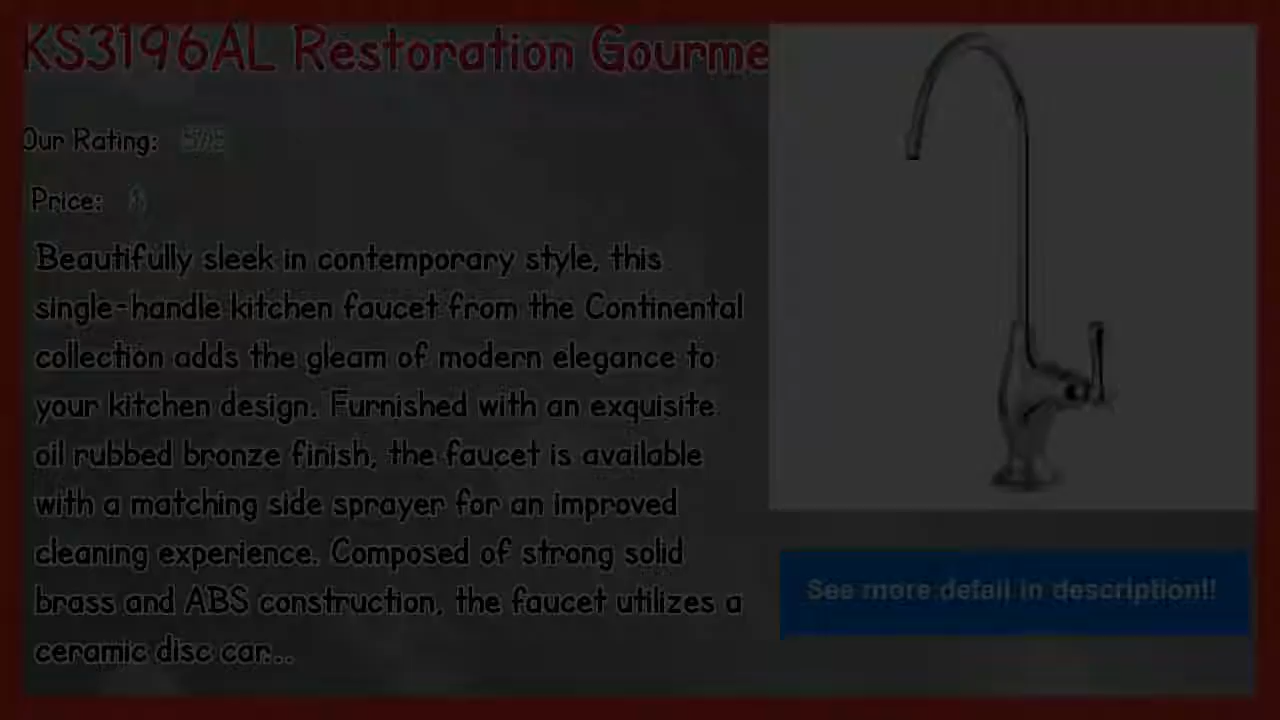 KS3196AL Restoration Gourme
Our Rating:
Price: $
Beautifully sleek in contemporary style, this
single-handle kitchen faucet from the Continental
collection adds the gleam of modern elegance to
your kitchen design. Furnished with an exquisite
oil rubbed bronze finish, the faucet is available
with a matching side sprayer for an improved
cleaning experience. Composed of strong solid
brass and ABS construction, the faucet utilizes a
ceramic disc car...
See more detail in description!!